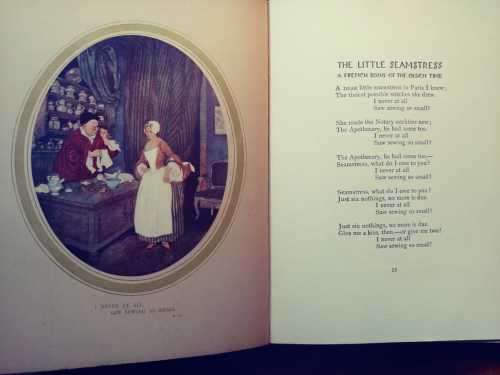 I NEVER AT ALL
SAW SEWING SO SMALL
THE LITTLE SEAMSTRESS
A FRENCH SONG OF THE OLDEN TIME
A most little seamstress in Paris I knew;
The tiniest possible stitches she drew.
I never at all
Saw sewing so small!
She made the Notary neckties new;
The Apothecary, he had some too.
I never at all
Saw sewing so small!
The Apothecary, he had some too,—
Seamstress, what do I owe to you?
I never at all
Saw sewing so small!
Seamstress, what do I owe to you?
Just six nothings, no more is due.
I never at all
Saw sewing so small!
Just six nothings, no more is due.
Give me a kiss, then,—or give me two!
I never at all
Saw sewing so small!